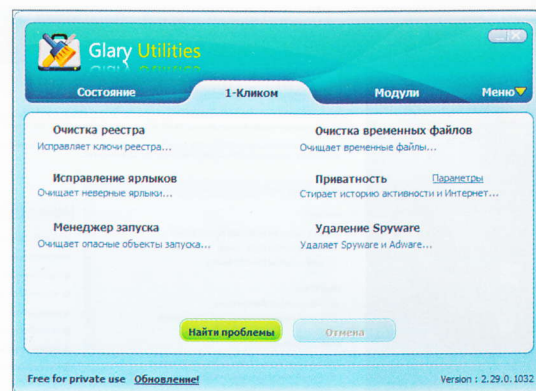 Glary Utilities
Состояние 1-Кликом Модули Меню
Очистка реестра
Исправляет ключи реестра...
Очистка временных файлов
Очищает временные файлы...
Исправление ярлыков
Очищает неверные ярлыки...
Приватность Параметры
Стирает историю активности и Интернет...
Менеджер запуска
Очищает опасные объекты запуска...
Удаление Spyware
Удаляет Spyware и Adware...
Найти проблемы Отмена
Free for private use Обновление! Version : 2.29.0.1032